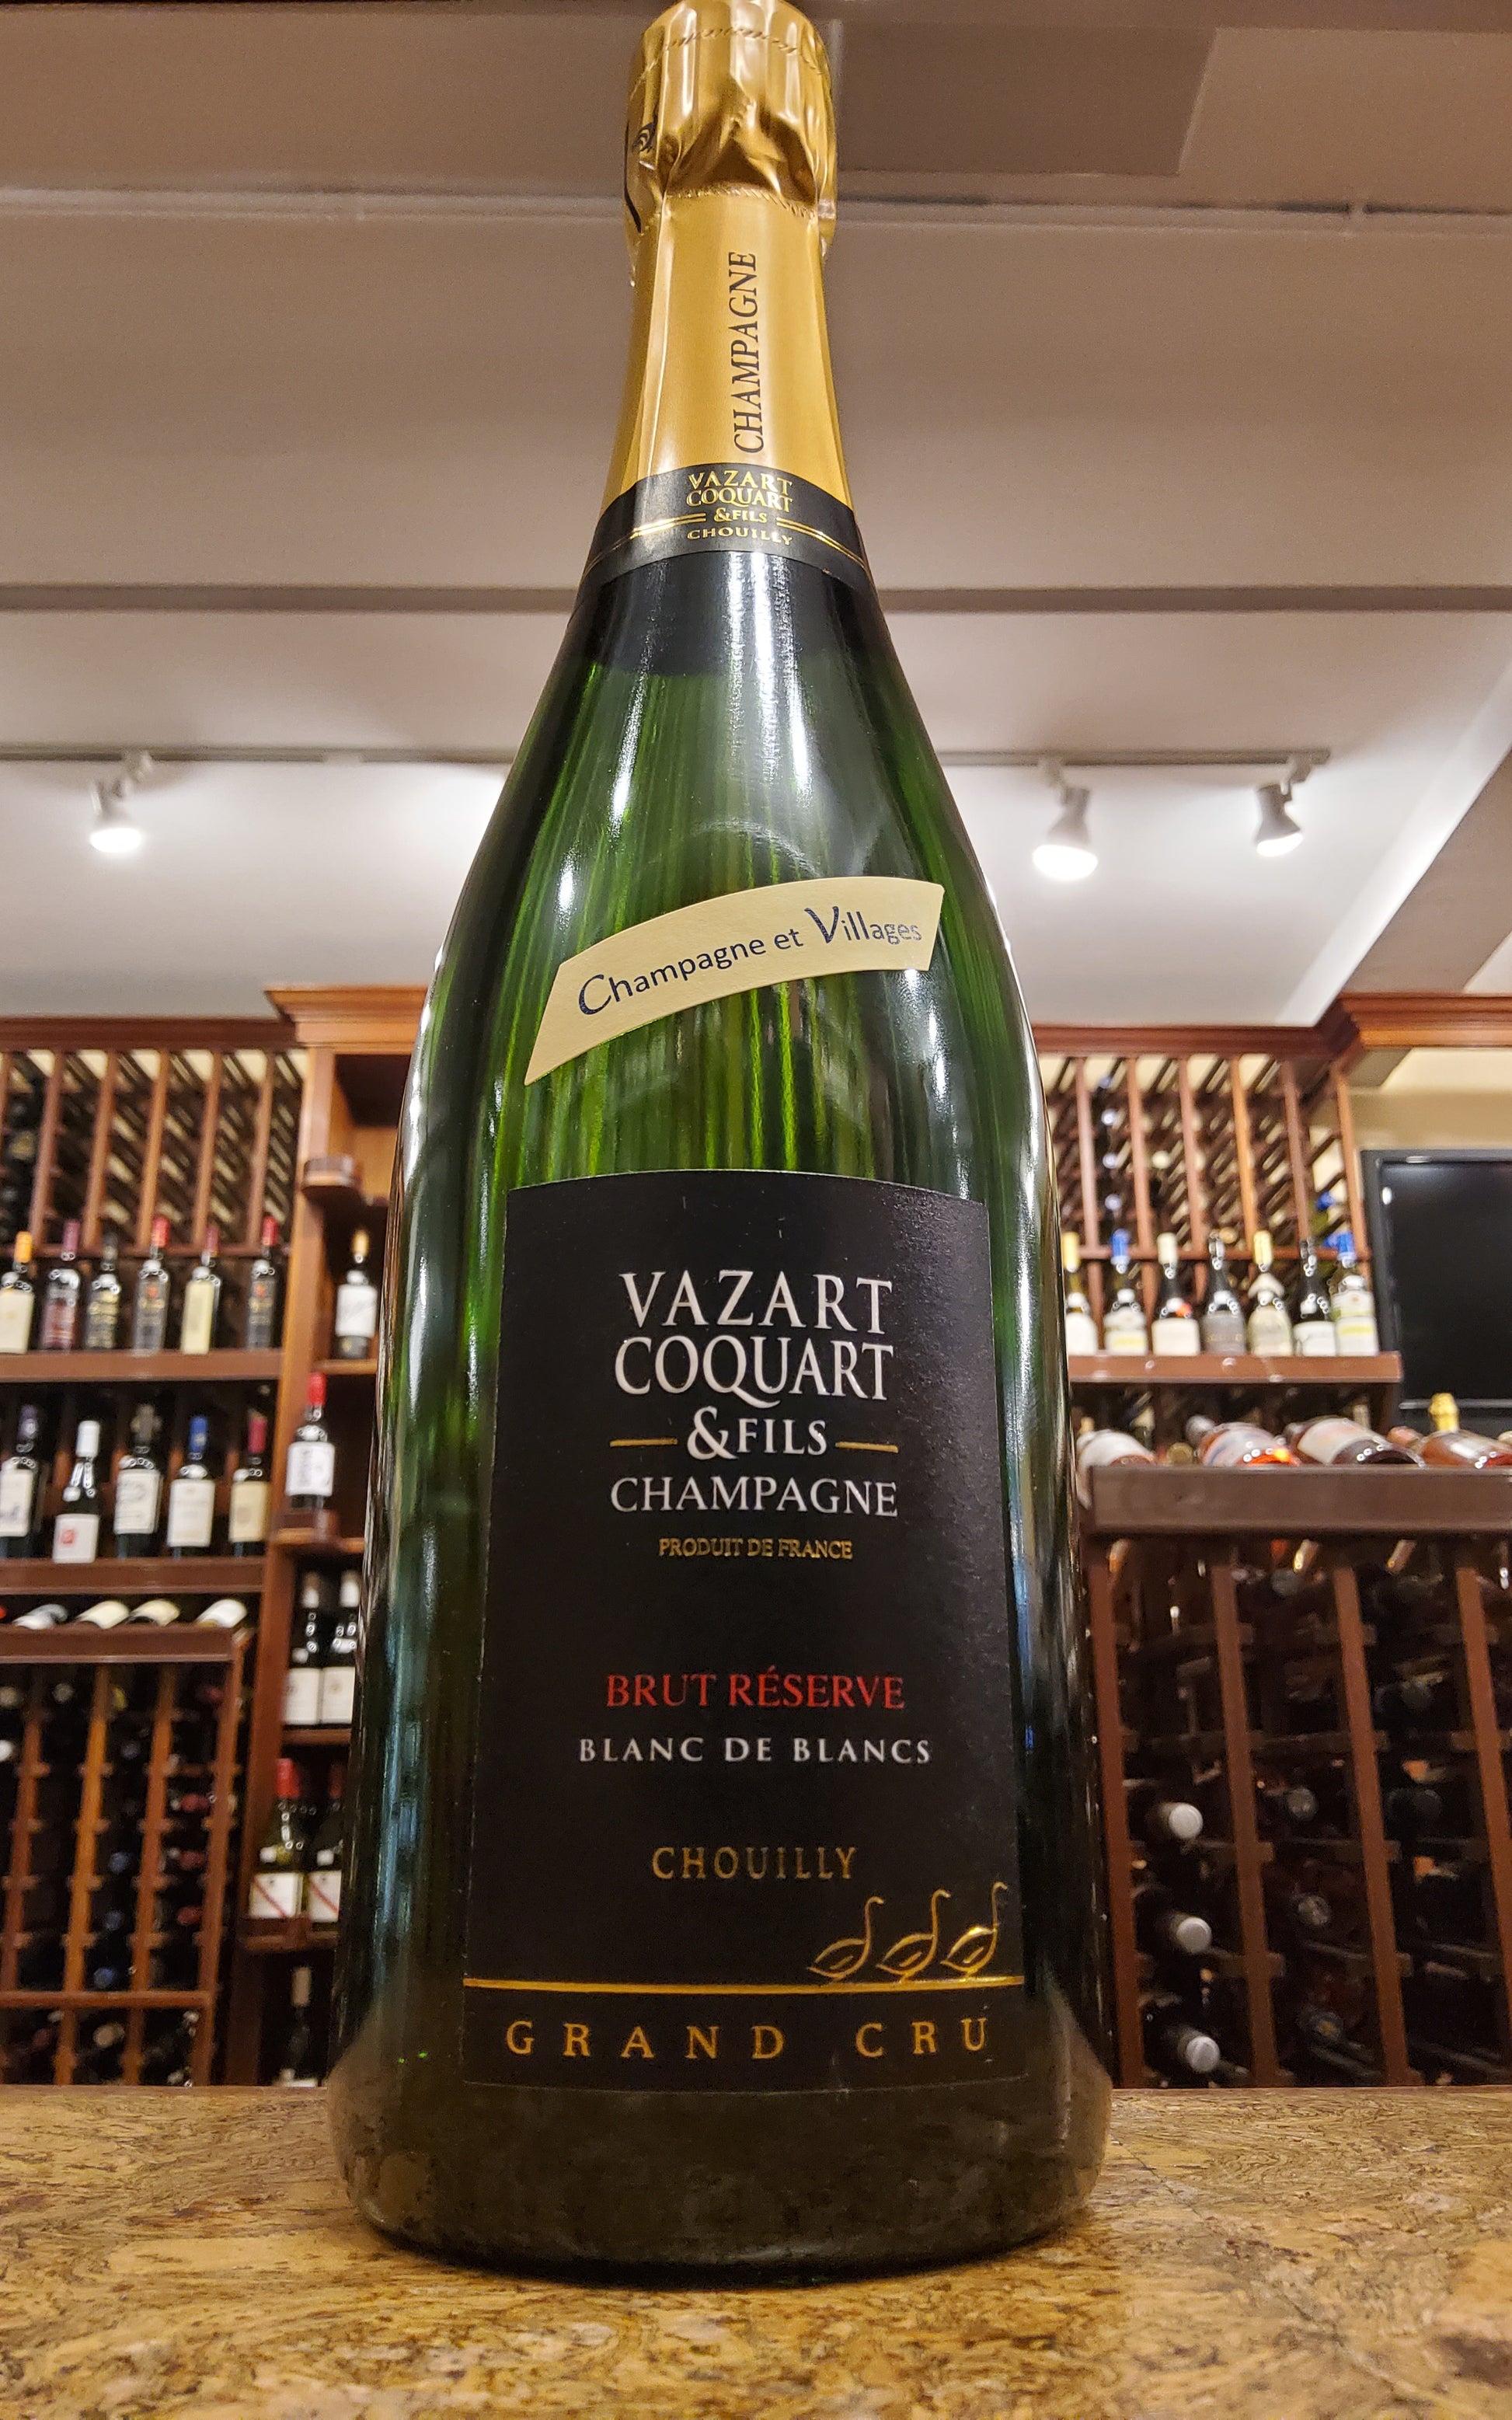 CHAMPAGNE
VAZART
COQUART
& FILS
CHOUILLY
Champagne et Villages
VAZART
COQUART
& FILS
CHAMPAGNE
PRODUIT DE FRANCE
BRUT RÉSERVE
BLANC DE BLANCS
CHOUILLY
GRAND CRU